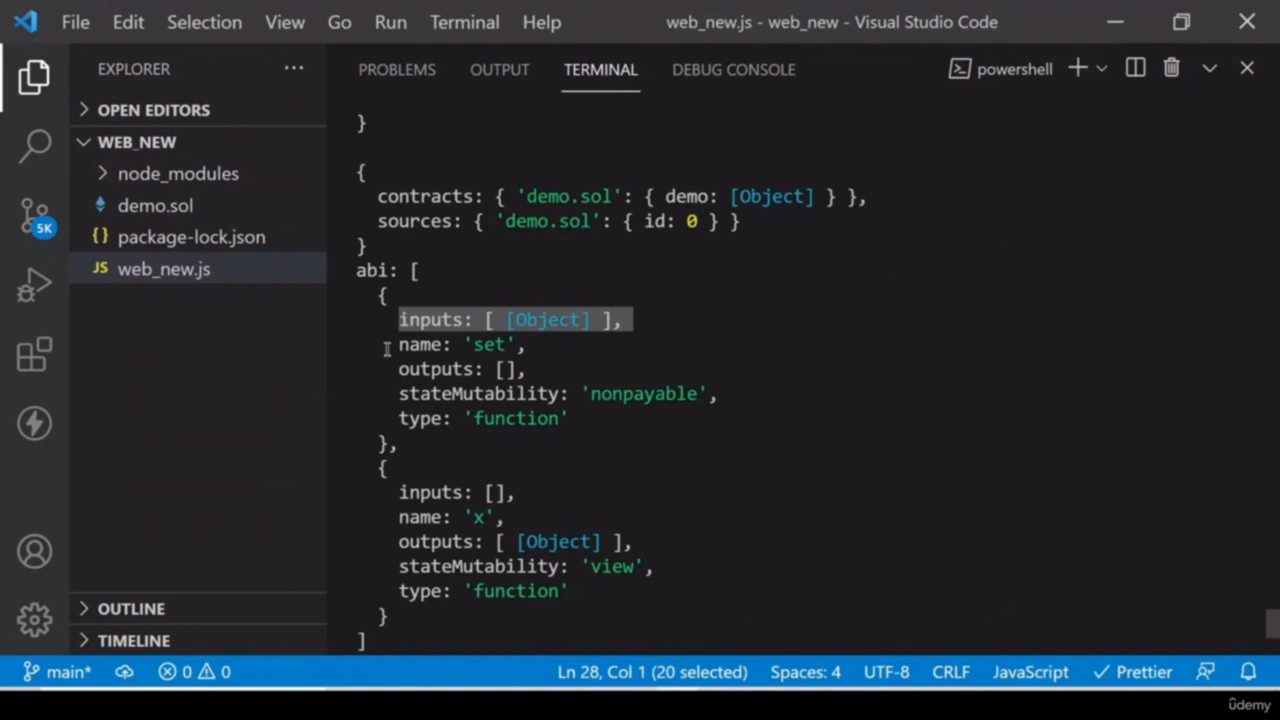 File Edit Selection View Go Run Terminal Help web_new.js - web_new - Visual Studio Code
EXPLORER ···
OPEN EDITORS
WEB_NEW
node_modules
demo.sol
{} package-lock.json
JS web_new.js
OUTLINE
TIMELINE
5K
PROBLEMS OUTPUT TERMINAL DEBUG CONSOLE powershell
}
{
contracts: { 'demo.sol': { demo: [Object] } },
sources: { 'demo.sol': { id: 0 } }
}
abi: [
{
inputs: [ [Object] ],
name: 'set',
outputs: [],
stateMutability: 'nonpayable',
type: 'function'
},
{
inputs: [],
name: 'x',
outputs: [ [Object] ],
stateMutability: 'view',
type: 'function'
}
]
main* 0 0 Ln 28, Col 1 (20 selected) Spaces: 4 UTF-8 CRLF JavaScript Prettier
ûdemy